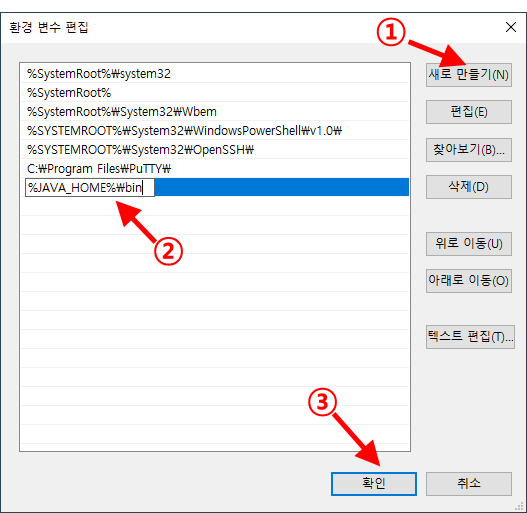 환경 변수 편집
①
%SystemRoot%₩system32
새로 만들기(N)
%SystemRoot%
%SystemRoot%₩System32₩Wbem
편집(E)
%SYSTEMROOT%₩System32₩WindowsPowerShell₩v1.0₩
%SYSTEMROOT%₩System32₩OpenSSH₩
찾아보기(B)...
C:₩Program Files₩PuTTY₩
%JAVA_HOME%₩bin
삭제(D)
②
위로 이동(U)
아래로 이동(O)
텍스트 편집(T)...
③
확인
취소